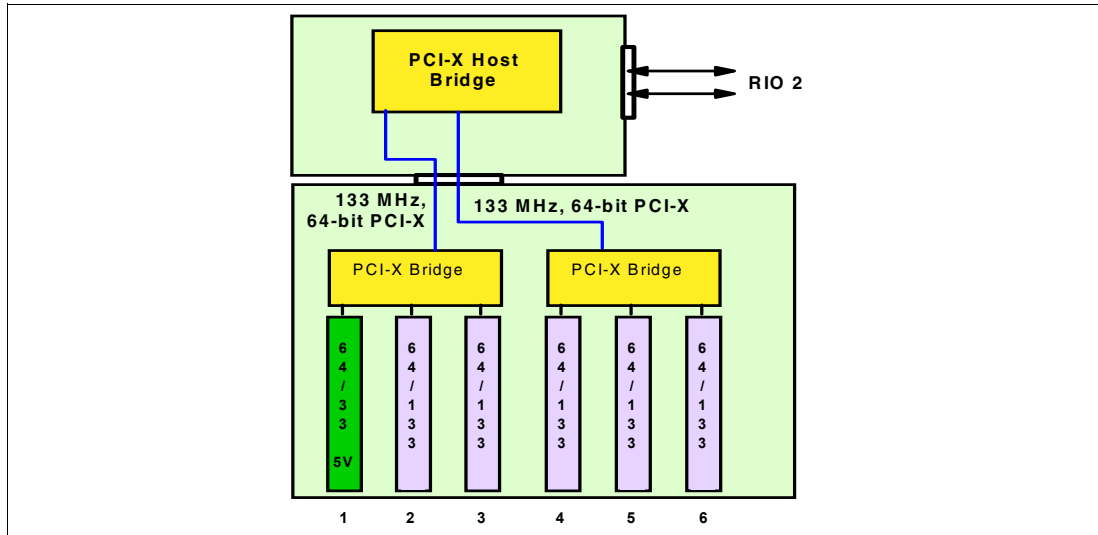 PCI-X Host
Bridge
RIO 2
133 MHz,
64-bit PCI-X
133 MHz, 64-bit PCI-X
PCI-X Bridge
PCI-X Bridge
64/33 5V
64/133
64/133
64/133
64/133
64/133
1 2 3 4 5 6